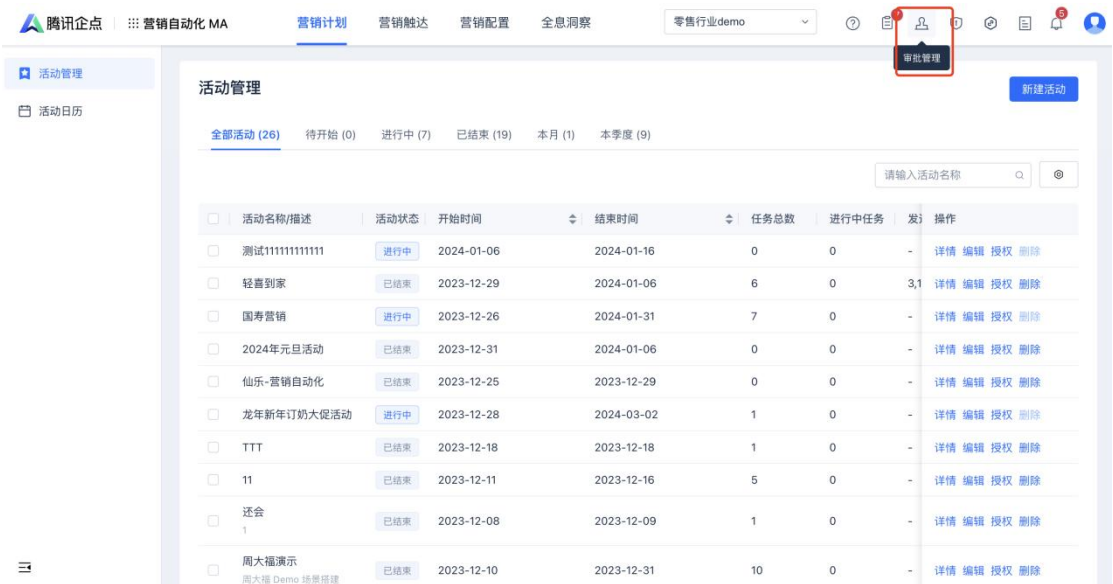 腾讯企点 营销自动化 MA 营销计划 营销触达 营销配置 全息洞察 零售行业demo 5
审批管理
活动管理
活动日历
活动管理 新建活动
全部活动 (26) 待开始 (0) 进行中 (7) 已结束 (19) 本月 (1) 本季度 (9)
请输入活动名称
活动名称/描述 活动状态 开始时间 结束时间 任务总数 进行中任务 操作
测试111111111111 进行中 2024-01-06 2024-01-16 0 0 - 详情 编辑 授权 删除
轻喜到家 已结束 2023-12-29 2024-01-06 6 0 3,1 详情 编辑 授权 删除
国寿营销 进行中 2023-12-26 2024-01-31 7 0 - 详情 编辑 授权 删除
2024年元旦活动 已结束 2023-12-31 2024-01-06 0 0 - 详情 编辑 授权 删除
仙乐-营销自动化 已结束 2023-12-25 2023-12-29 0 0 - 详情 编辑 授权 删除
龙年新年订奶大促活动 进行中 2023-12-28 2024-03-02 1 0 - 详情 编辑 授权 删除
TTT 已结束 2023-12-18 2023-12-18 1 0 - 详情 编辑 授权 删除
11 已结束 2023-12-11 2023-12-16 5 0 - 详情 编辑 授权 删除
还会 已结束 2023-12-08 2023-12-09 1 0 - 详情 编辑 授权 删除
1
周大福演示 已结束 2023-12-10 2023-12-31 10 0 - 详情 编辑 授权 删除
周大福 Demo 场景搭建